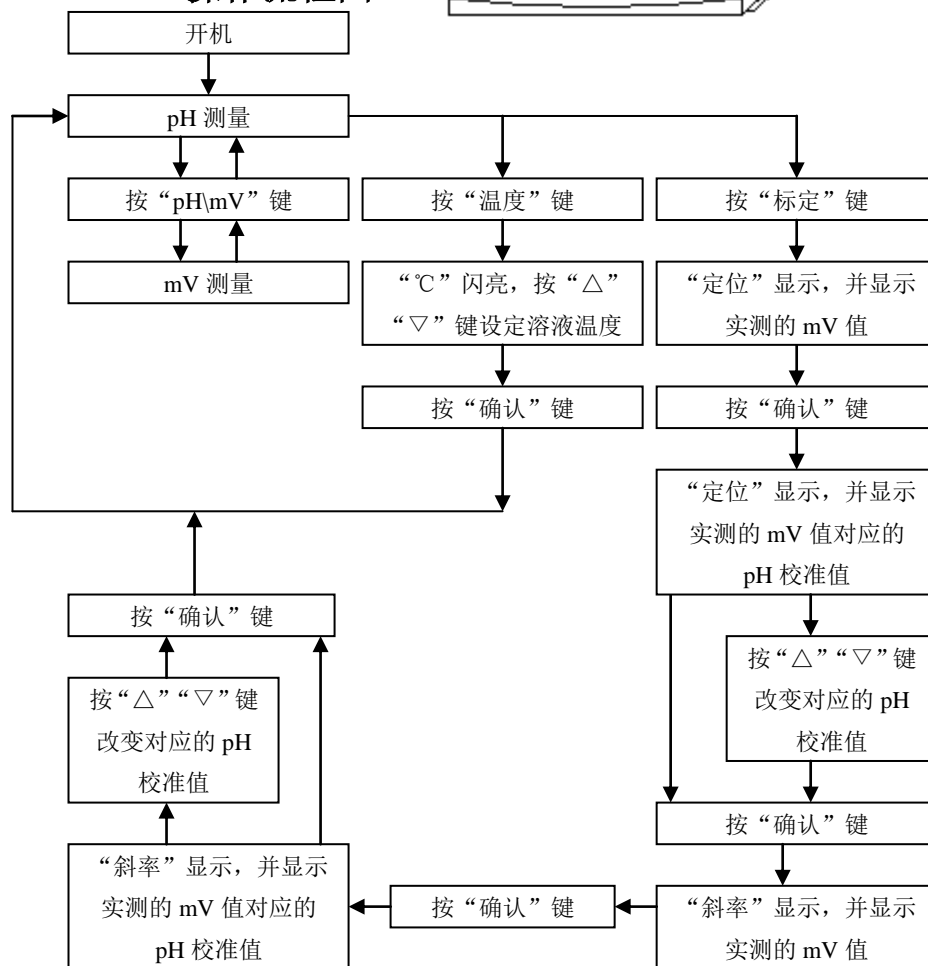 开机
pH 测量
按“pH\mV”键
mV 测量
按“温度”键
“℃”闪亮，按“△”
“▽”键设定溶液温度
按“确认”键
按“标定”键
“定位”显示，并显示
实测的 mV 值
按“确认”键
“定位”显示，并显示
实测的 mV 值对应的
pH 校准值
按“△”“▽”键
改变对应的 pH
校准值
按“确认”键
“斜率”显示，并显示
实测的 mV 值
按“确认”键
“斜率”显示，并显示
实测的 mV 值对应的
pH 校准值
按“△”“▽”键
改变对应的 pH
校准值
按“确认”键